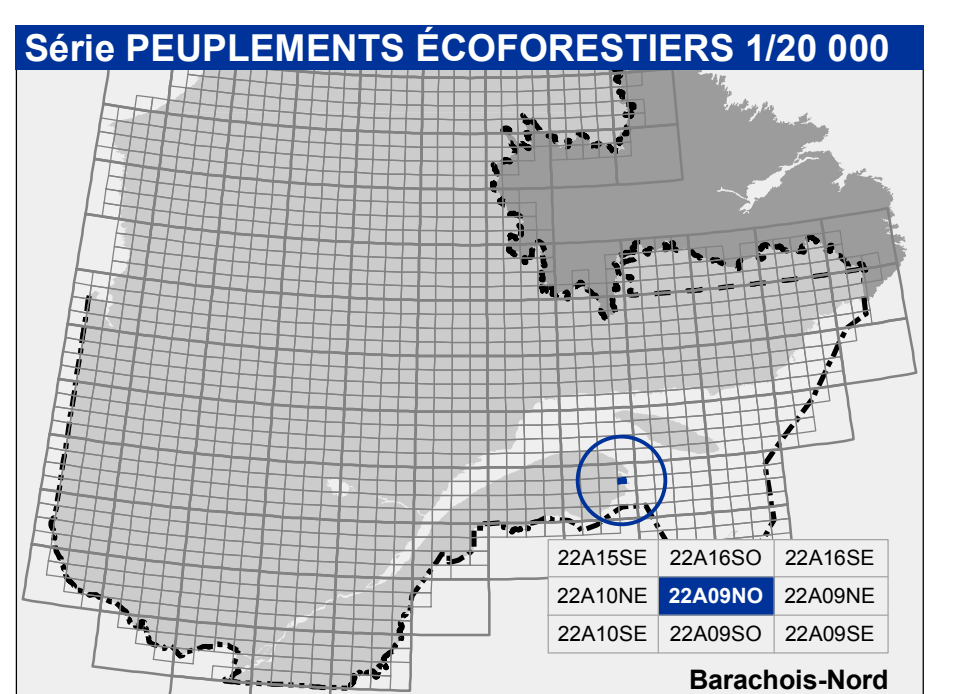 Série PEUPLEMENTS ÉCOFORESTIERS 1/20 000
22A15SE 22A16SO 22A16SE
22A10NE 22A09NO 22A09NE
22A10SE 22A09SO 22A09SE
Barachois-Nord